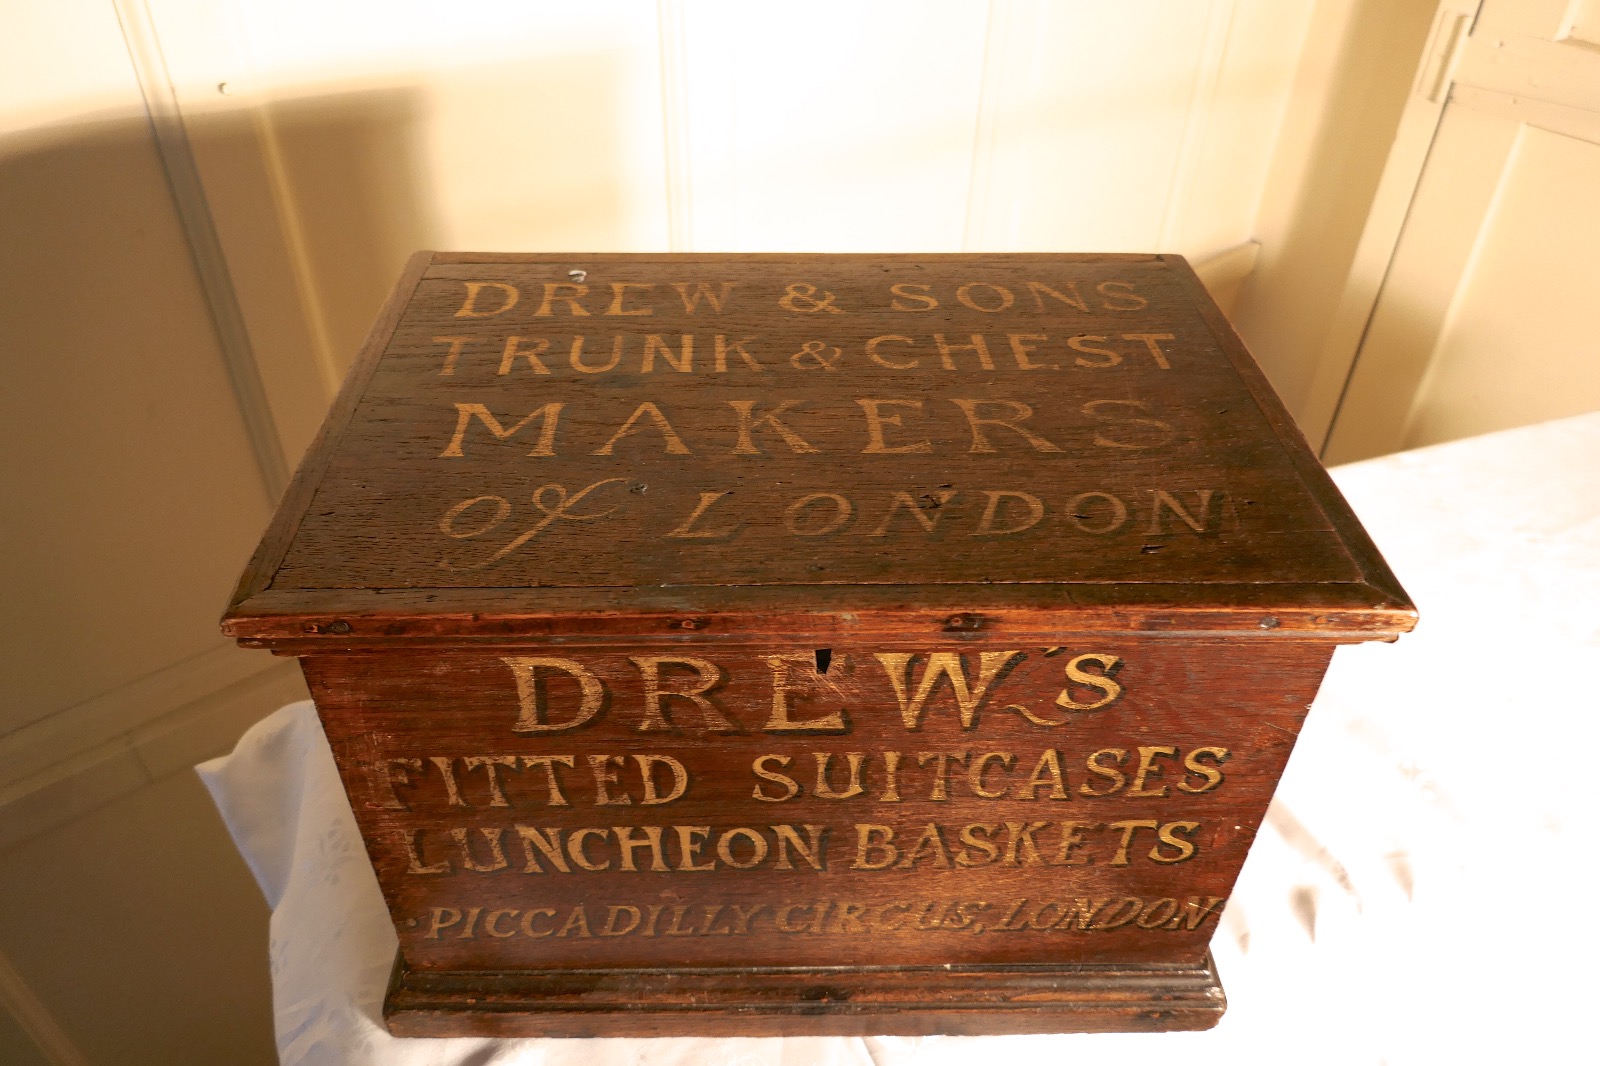 DREW & SONS
TRUNK & CHEST
MAKERS
of LONDON
DREW'S
FITTED SUITCASES
LUNCHEON BASKETS
·PICCADILLY CIRCUS, LONDON